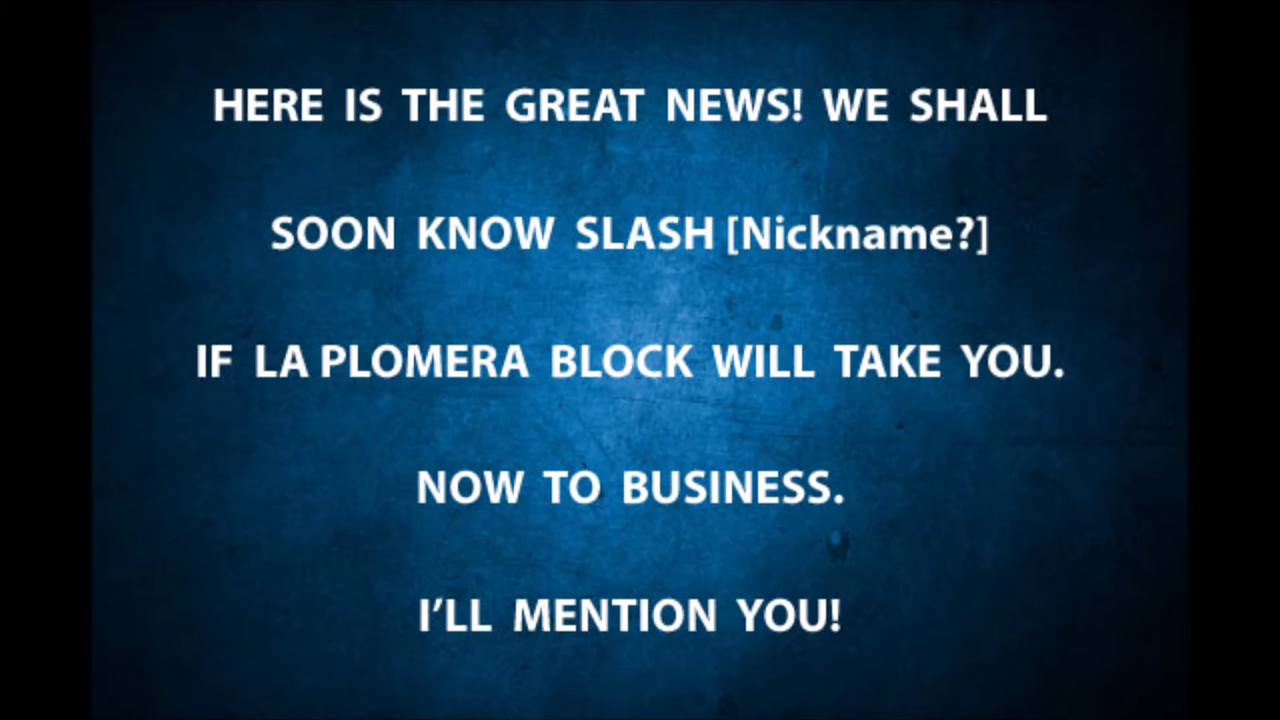 HERE IS THE GREAT NEWS! WE SHALL
SOON KNOW SLASH [Nickname?]
IF LA PLOMERA BLOCK WILL TAKE YOU.
NOW TO BUSINESS.
I’LL MENTION YOU!